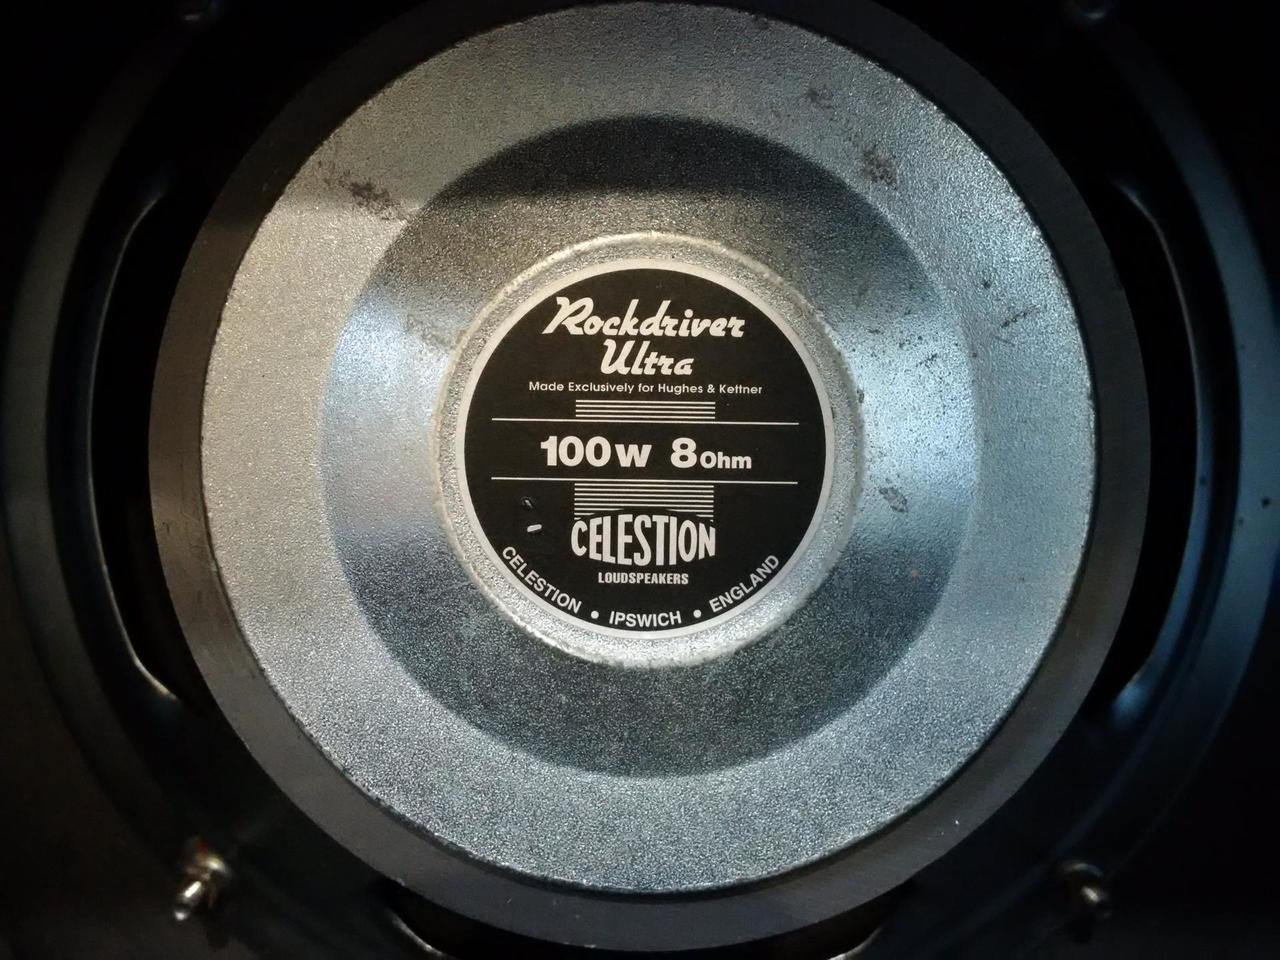 Rockdriver
Ultra
Made Exclusively for Hughes & Kettner
100W 8Ohm
CELESTION
LOUDSPEAKERS
CELESTION • IPSWICH • ENGLAND